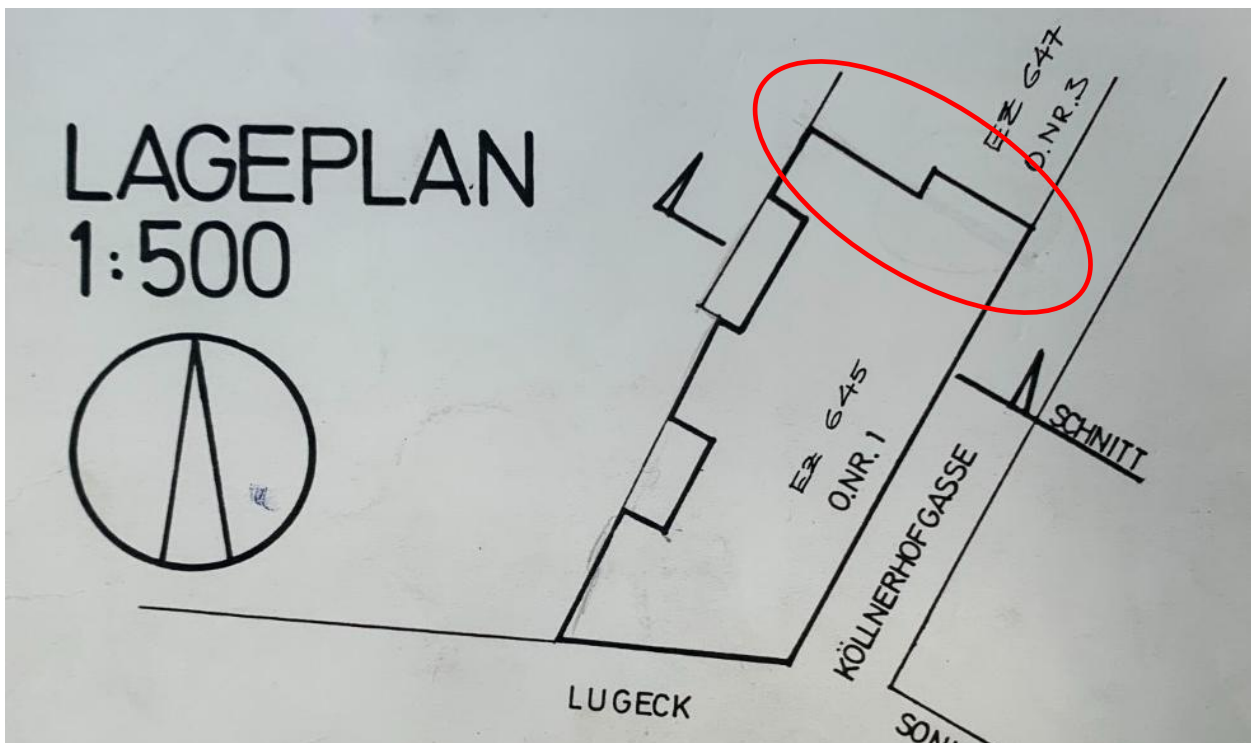 LAGEPLAN
1:500
EZ 647
O.NR.3
EZ 645
O.NR.1
SCHNITT
KÖLLNERHOFGASSE
LUGECK